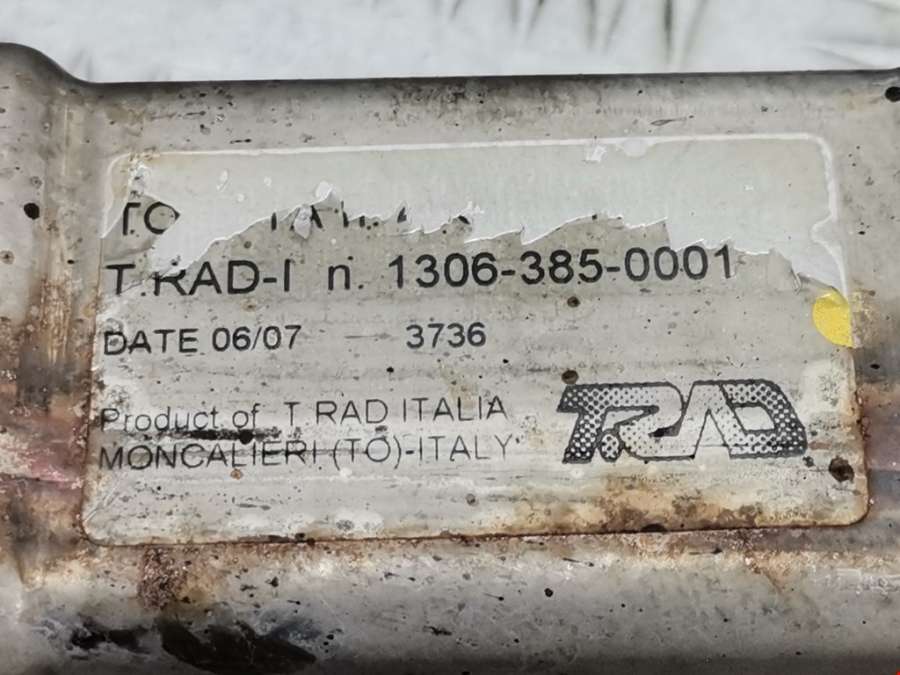 T.RAD-I n. 1306-385-0001
DATE 06/07 3736
Product of T.RAD ITALIA
MONCALIERI (TO)-ITALY
T.RAD